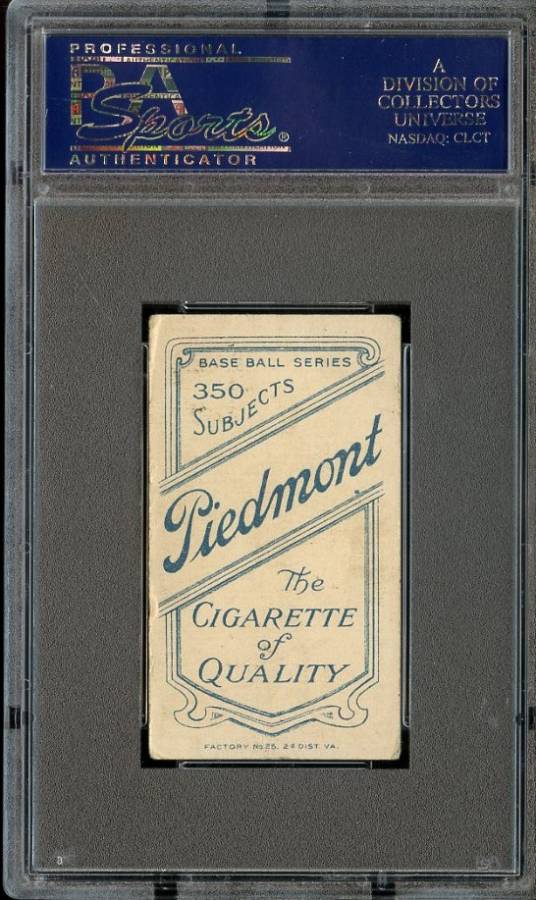 PROFESSIONAL
PSA
Sports®
AUTHENTICATOR
A
DIVISION OF
COLLECTORS
UNIVERSE
NASDAQ: CLCT
BASE BALL SERIES
350
SUBJECTS
Piedmont
The
CIGARETTE
of
QUALITY
FACTORY No 25. 2d DIST. VA.